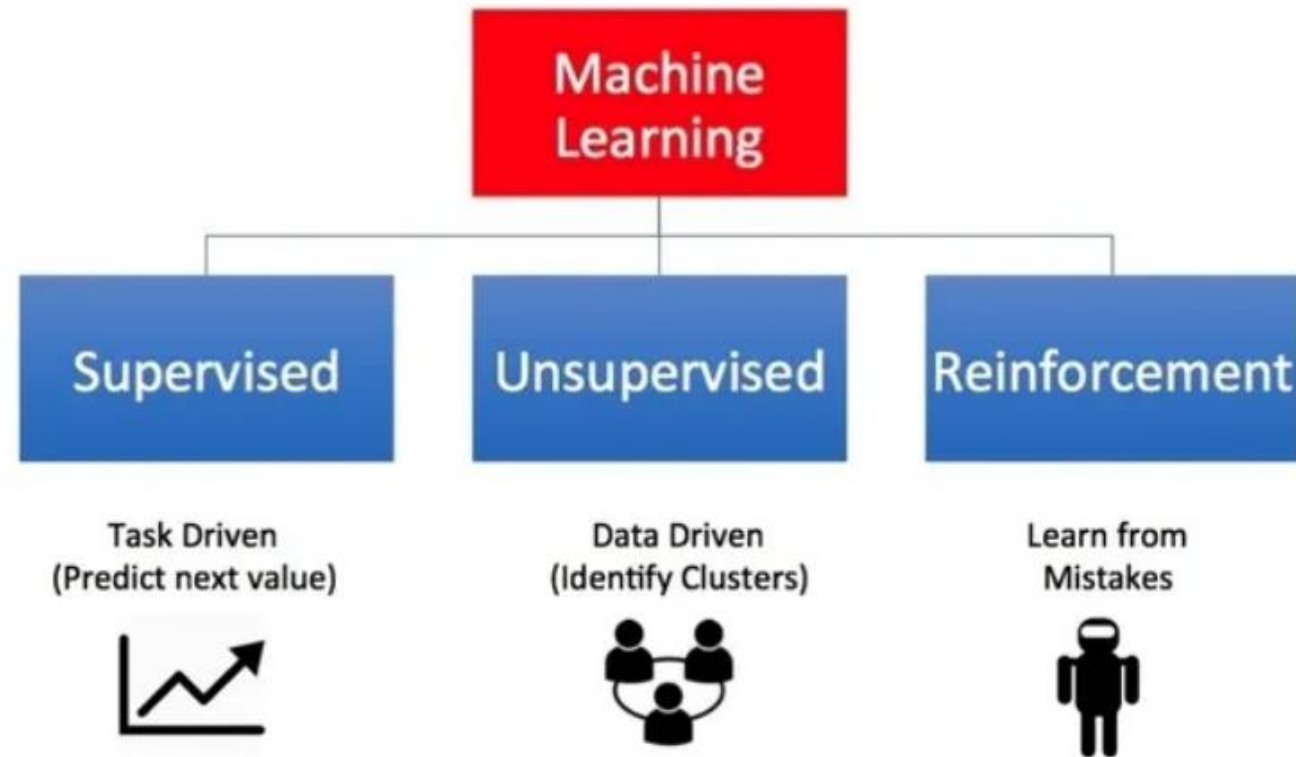 Machine
Learning
Supervised
Unsupervised
Reinforcement
Task Driven
(Predict next value)
Data Driven
(Identify Clusters)
Learn from
Mistakes